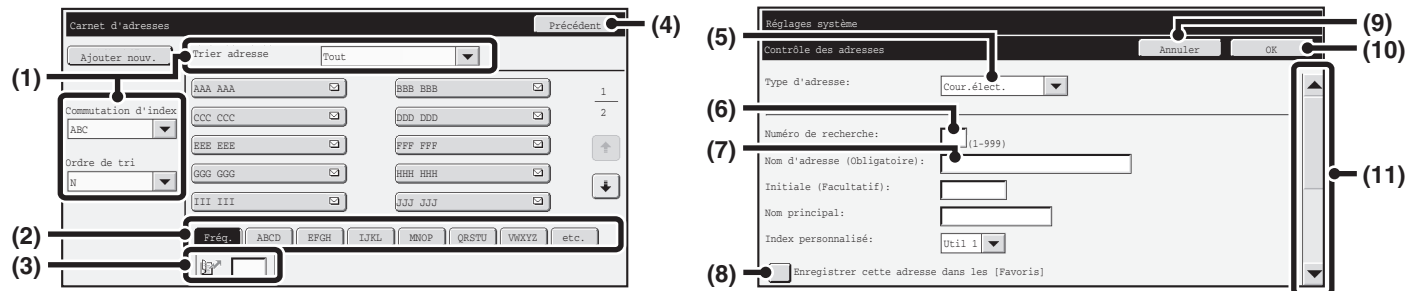 Carnet d'adresses
Précédent
(4)
Ajouter nouv.
Trier adresse
Tout
(1)
AAA AAA
BBB BBB
1
2
Commutation d'index
ABC
CCC CCC
DDD DDD
EEE EEE
FFF FFF
Ordre de tri
N
GGG GGG
HHH HHH
III III
JJJ JJJ
(2)
Fréq.
ABCD
EFGH
IJKL
MNOP
QRSTU
VWXYZ
etc.
(3)
Réglages système
(9)
(5)
Contrôle des adresses
Annuler
OK
(10)
Type d'adresse:
Cour.élect.
(6)
Numéro de recherche:
(1-999)
(7)
Nom d'adresse (Obligatoire):
(11)
Initiale (Facultatif):
Nom principal:
Index personnalisé:
Util 1
(8)
Enregistrer cette adresse dans les [Favoris]